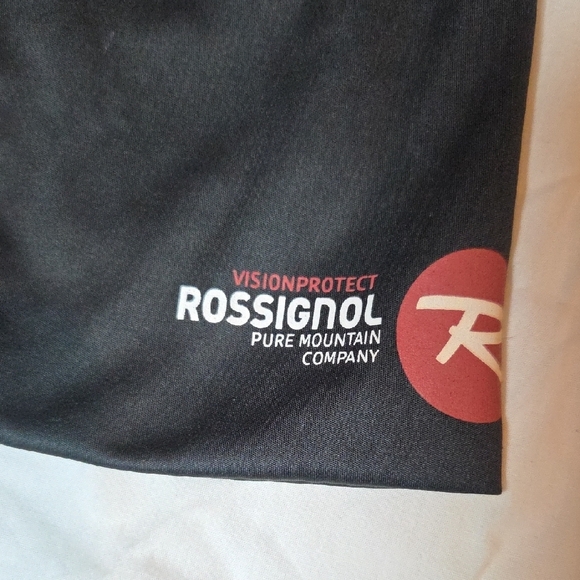 VISIONPROTECT
ROSSIGNOL
PURE MOUNTAIN
COMPANY
R